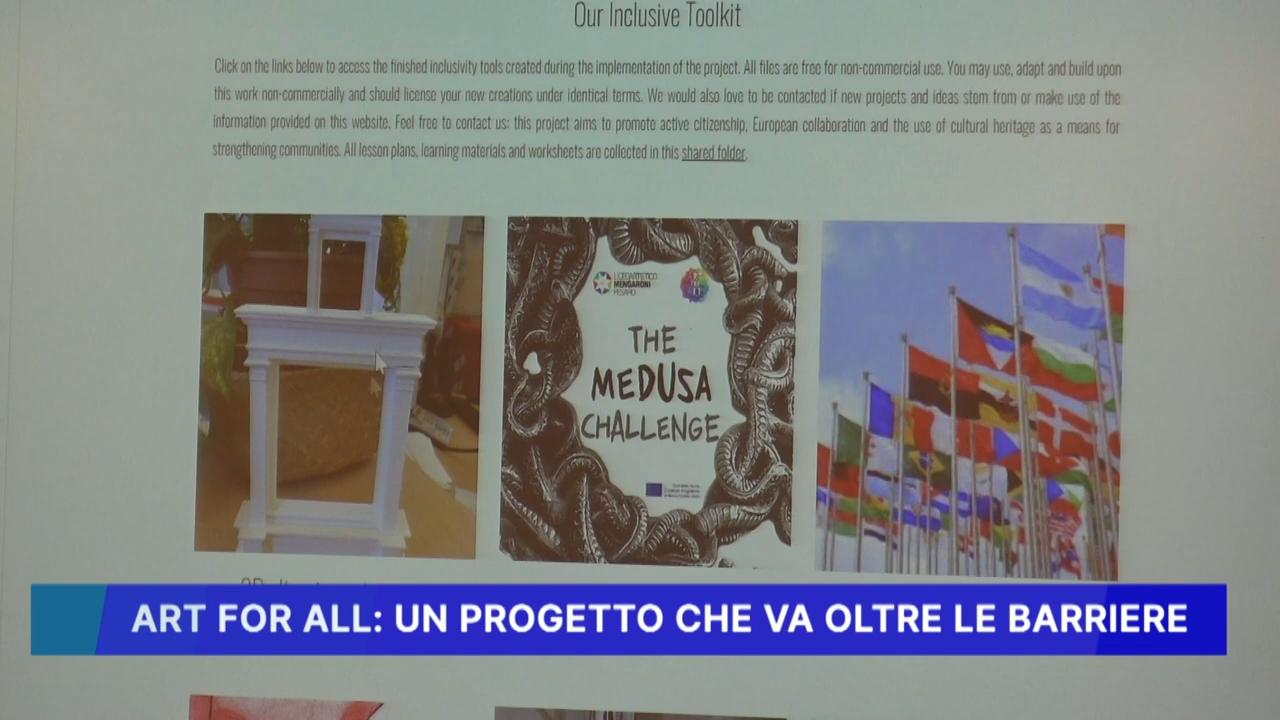 Our Inclusive Toolkit
Click on the links below to access the finished inclusivity tools created during the implementation of the project. All files are free for non-commercial use. You may use, adapt and build upon
this work non-commercially and should license your new creations under identical terms. We would also love to be contacted if new projects and ideas stem from or make use of the
information provided on this website. Feel free to contact us: this project aims to promote active citizenship, European collaboration and the use of cultural heritage as a means for
strengthening communities. All lesson plans, learning materials and worksheets are collected in this shared folder.
LICEOARTISTICO
MENGARONI
PESARO
THE
MEDUSA
CHALLENGE
ART FOR ALL: UN PROGETTO CHE VA OLTRE LE BARRIERE